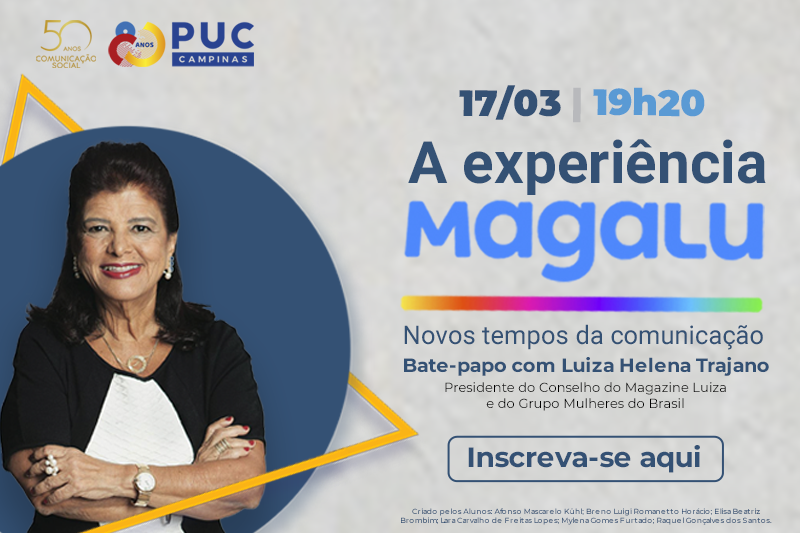 50
ANOS
COMUNICAÇÃO
SOCIAL
80
ANOS
PUC
CAMPINAS
17/03 | 19h20
A experiência
Magalu
Novos tempos da comunicação
Bate-papo com Luiza Helena Trajano
Presidente do Conselho do Magazine Luiza
e do Grupo Mulheres do Brasil
Inscreva-se aqui
Criado pelos Alunos: Afonso Mascarelo Kühl; Breno Luigi Romanetto Horácio; Elisa Beatriz
Brombim; Lara Carvalho de Freitas Lopes; Mylena Gomes Furtado; Raquel Gonçalves dos Santos.